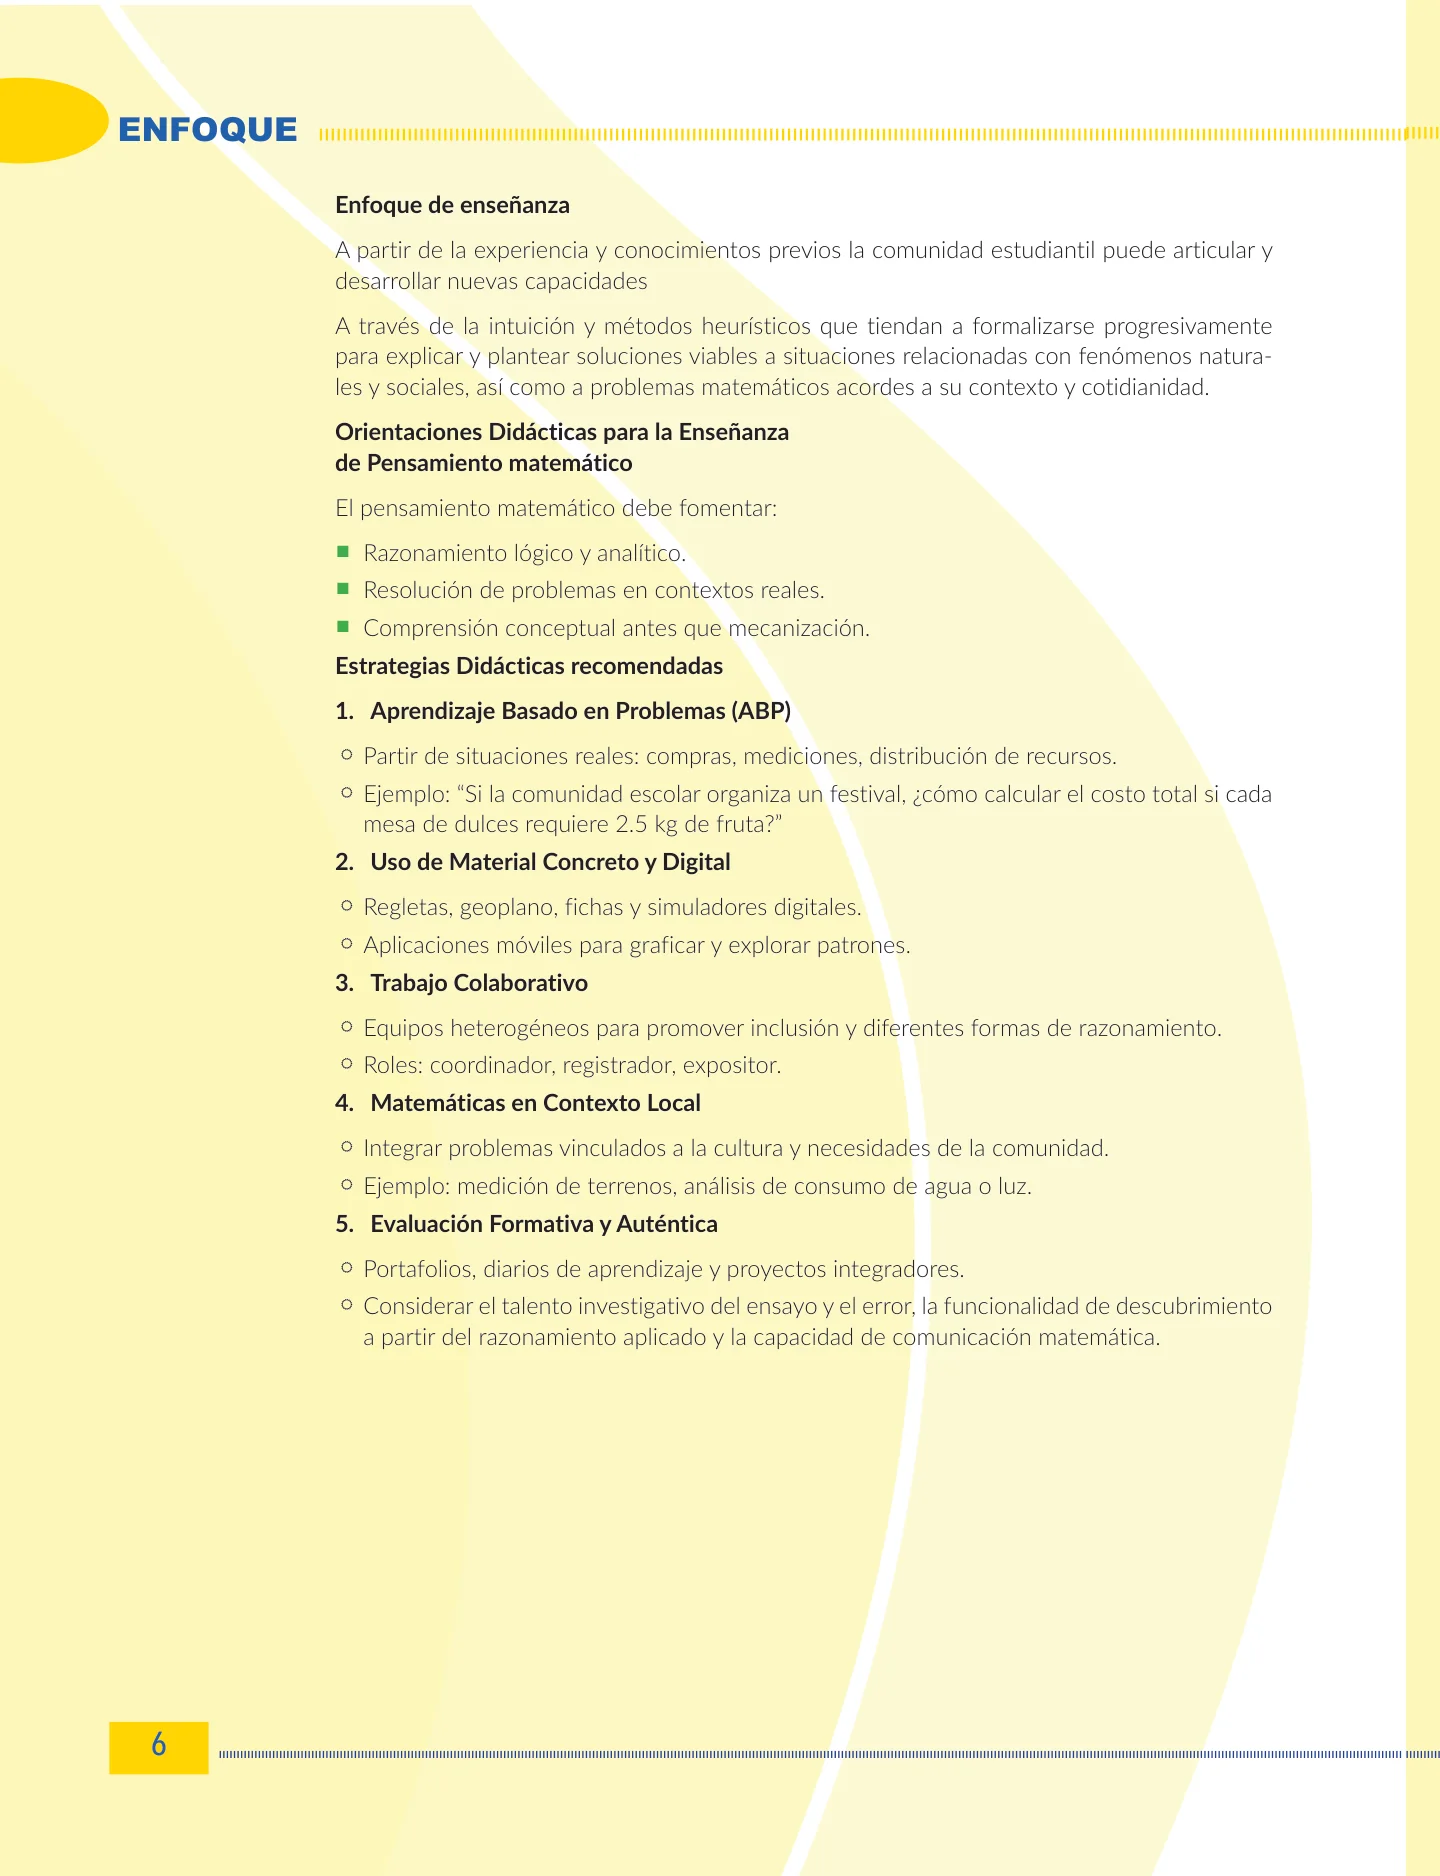 ENFOQUE
Enfoque de enseñanza
A partir de la experiencia y conocimientos previos la comunidad estudiantil puede articular y
desarrollar nuevas capacidades
A través de la intuición y métodos heurísticos que tiendan a formalizarse progresivamente
para explicar y plantear soluciones viables a situaciones relacionadas con fenómenos natura-
les y sociales, así como a problemas matemáticos acordes a su contexto y cotidianidad.
Orientaciones Didácticas para la Enseñanza
de Pensamiento matemático
El pensamiento matemático debe fomentar:
■ Razonamiento lógico y analítico.
■ Resolución de problemas en contextos reales.
■ Comprensión conceptual antes que mecanización.
Estrategias Didácticas recomendadas
1. Aprendizaje Basado en Problemas (ABP)
○ Partir de situaciones reales: compras, mediciones, distribución de recursos.
○ Ejemplo: “Si la comunidad escolar organiza un festival, ¿cómo calcular el costo total si cada
mesa de dulces requiere 2.5 kg de fruta?”
2. Uso de Material Concreto y Digital
○ Regletas, geoplano, fichas y simuladores digitales.
○ Aplicaciones móviles para graficar y explorar patrones.
3. Trabajo Colaborativo
○ Equipos heterogéneos para promover inclusión y diferentes formas de razonamiento.
○ Roles: coordinador, registrador, expositor.
4. Matemáticas en Contexto Local
○ Integrar problemas vinculados a la cultura y necesidades de la comunidad.
○ Ejemplo: medición de terrenos, análisis de consumo de agua o luz.
5. Evaluación Formativa y Auténtica
○ Portafolios, diarios de aprendizaje y proyectos integradores.
○ Considerar el talento investigativo del ensayo y el error, la funcionalidad de descubrimiento
a partir del razonamiento aplicado y la capacidad de comunicación matemática.
6